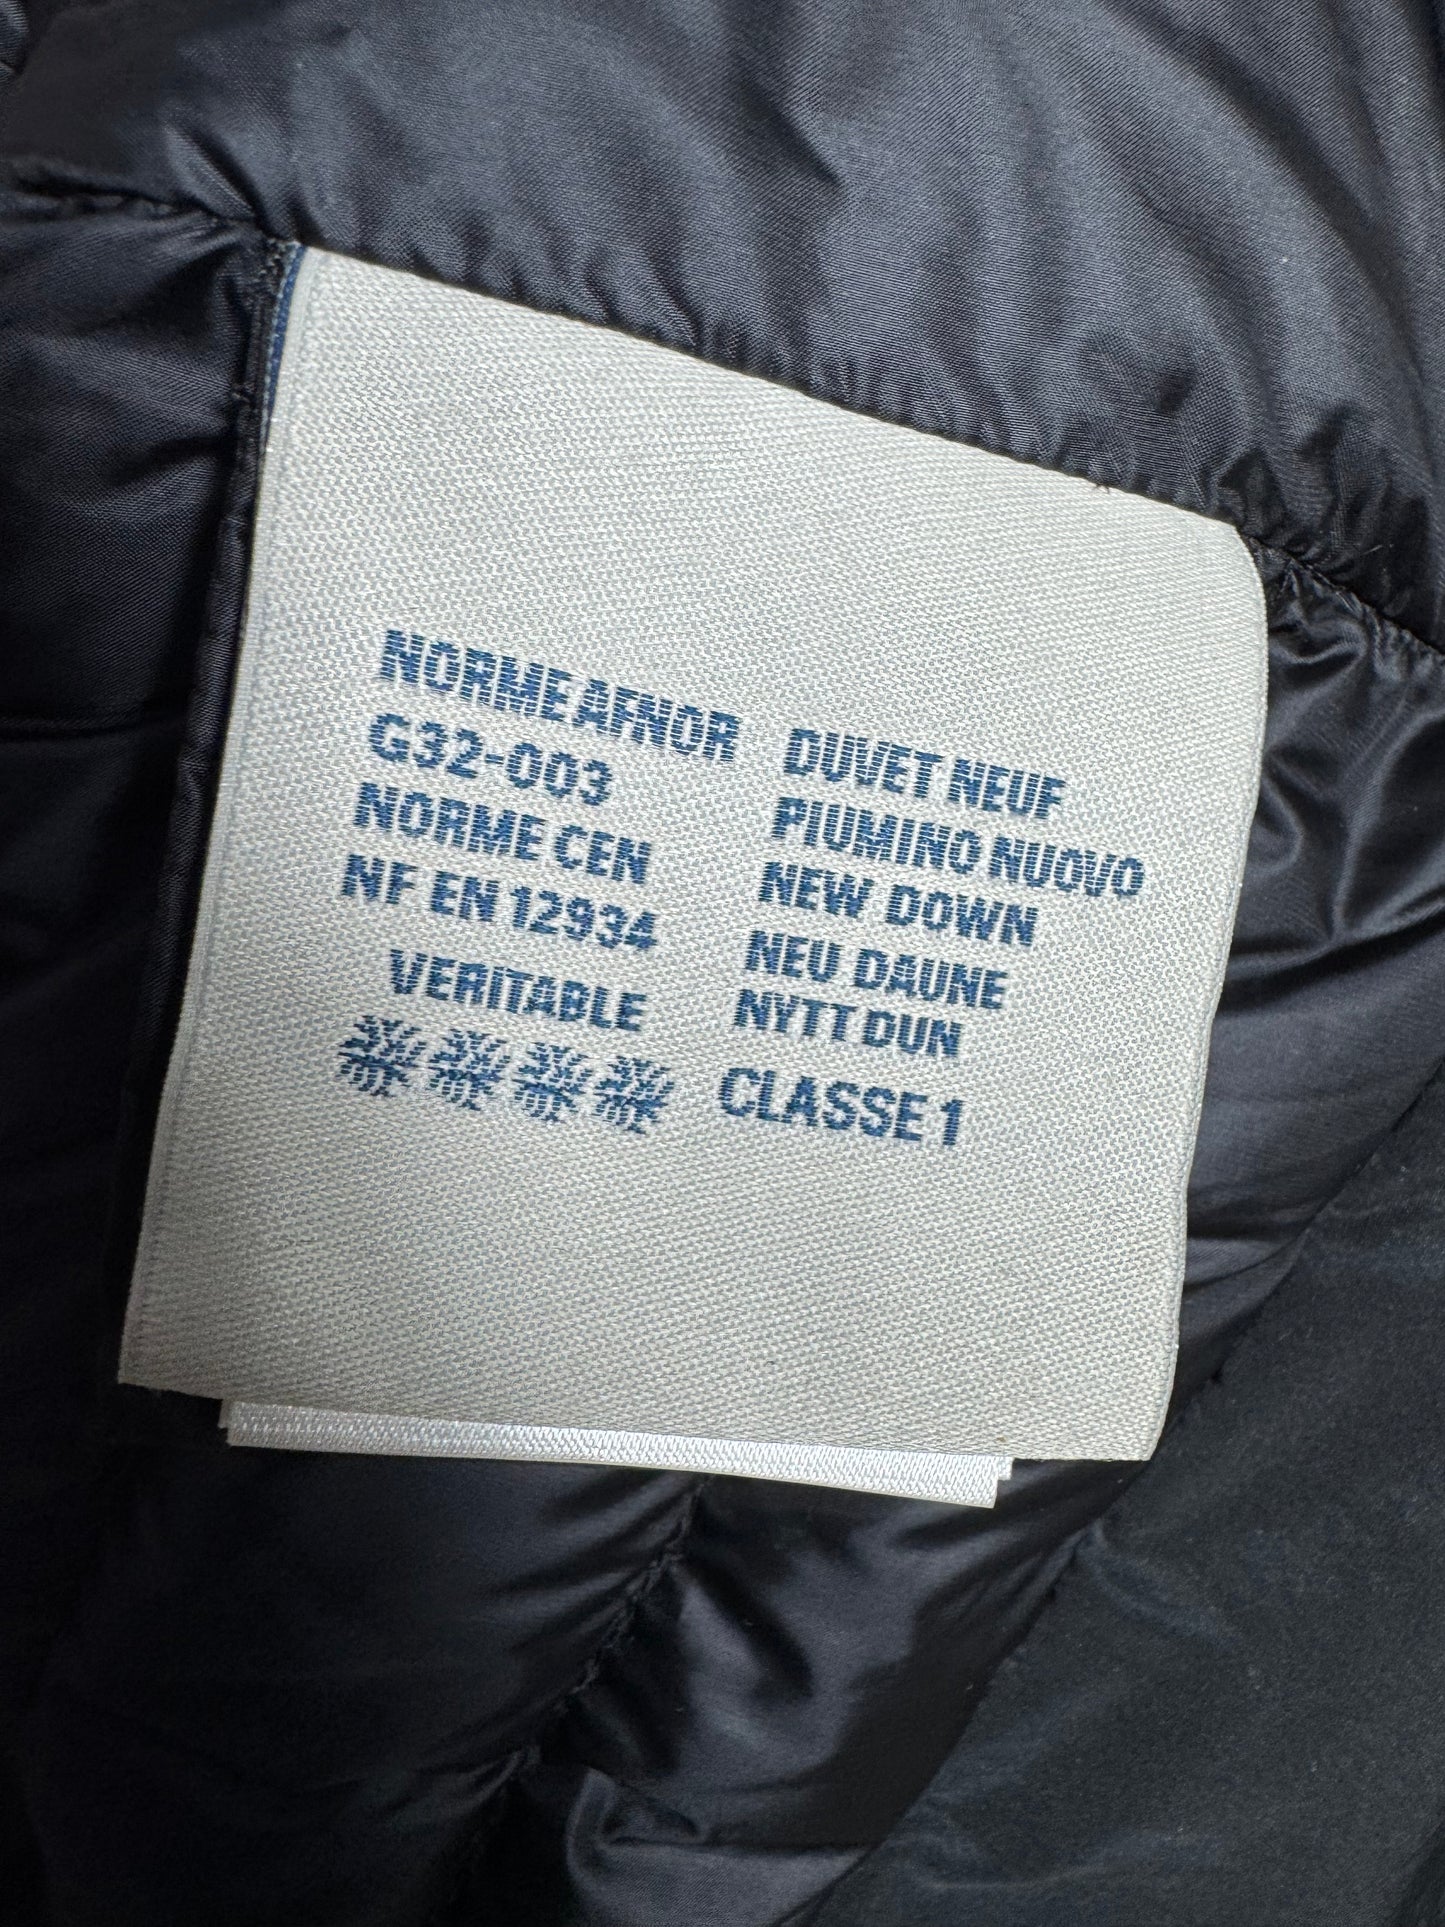 NORME AFNOR
G32-003
NORME CEN
NF EN 12934
VERITABLE
DUVET NEUF
PIUMINO NUOVO
NEW DOWN
NEU DAUNE
NYTT DUN
CLASSE 1